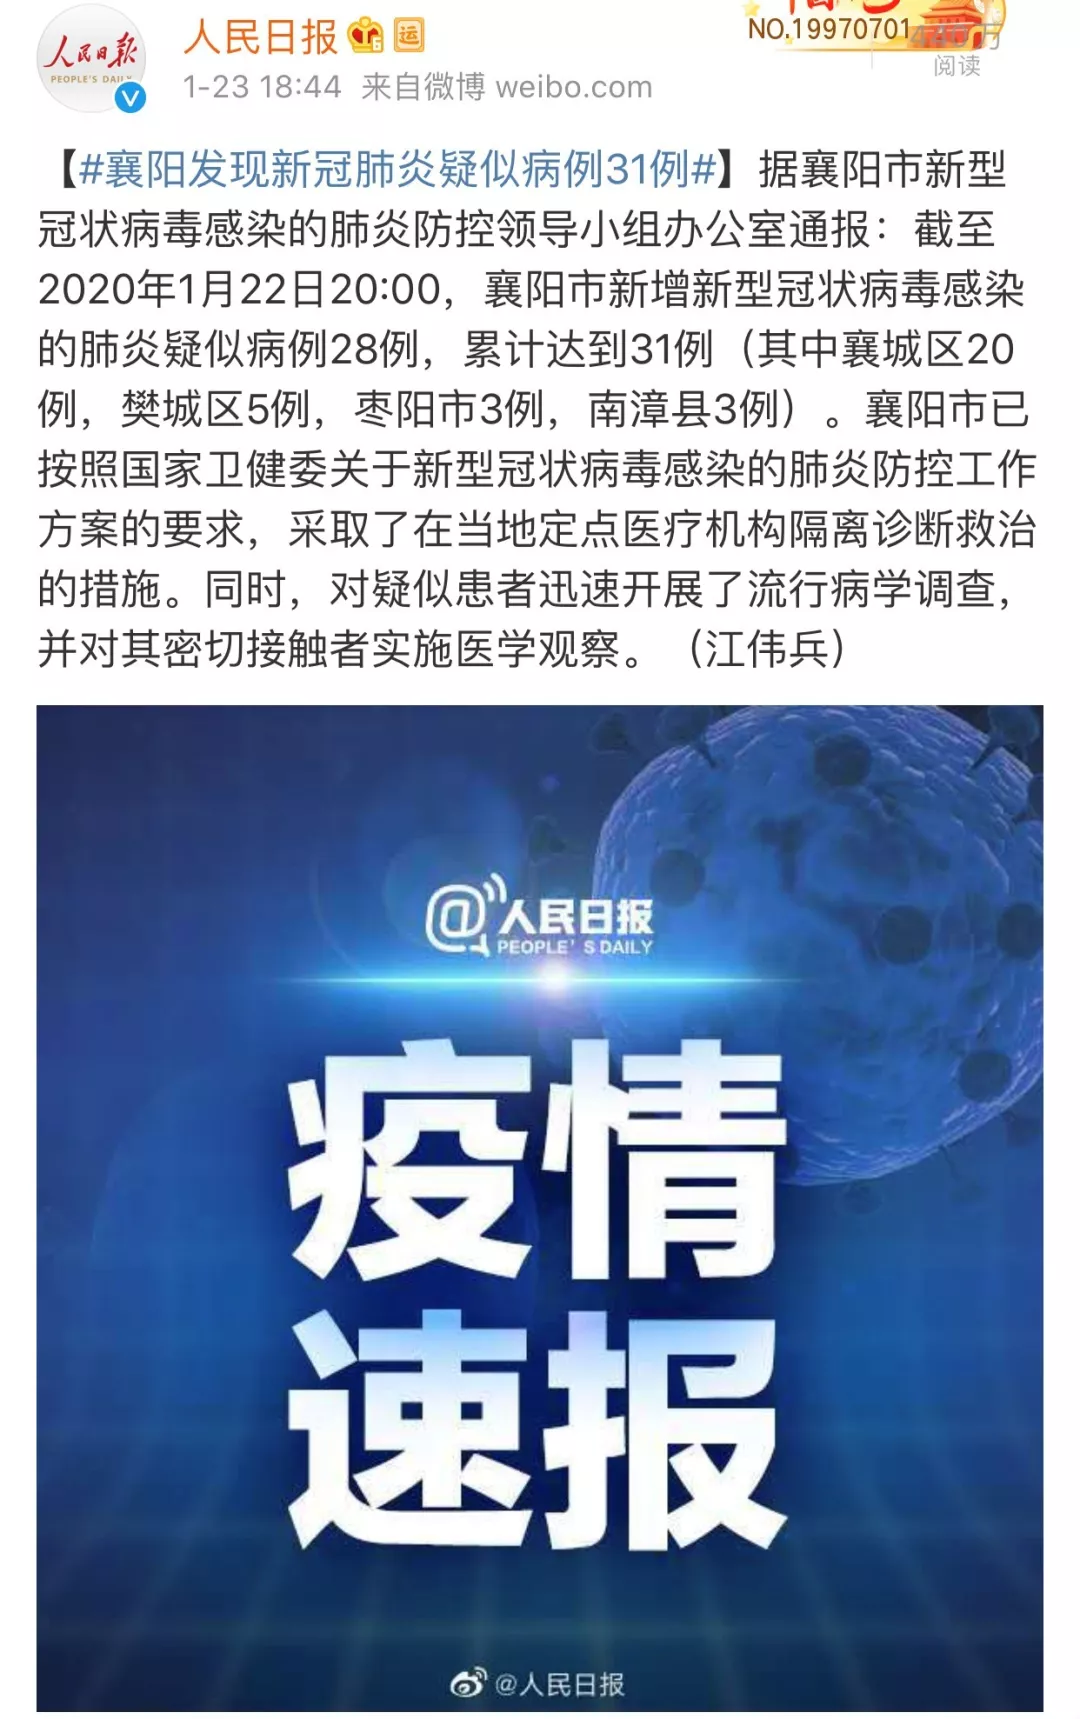 人民日报
PEOPLE'S DAILY
人民日报 运
NO.19970701
1-23 18:44 来自微博 weibo.com
阅读
【#襄阳发现新冠肺炎疑似病例31例#】据襄阳市新型
冠状病毒感染的肺炎防控领导小组办公室通报：截至
2020年1月22日20:00，襄阳市新增新型冠状病毒感染
的肺炎疑似病例28例，累计达到31例（其中襄城区20
例，樊城区5例，枣阳市3例，南漳县3例）。襄阳市已
按照国家卫健委关于新型冠状病毒感染的肺炎防控工作
方案的要求，采取了在当地定点医疗机构隔离诊断救治
的措施。同时，对疑似患者迅速开展了流行病学调查，
并对其密切接触者实施医学观察。（江伟兵）
@人民日报
PEOPLE'S DAILY
疫情
速报
@人民日报